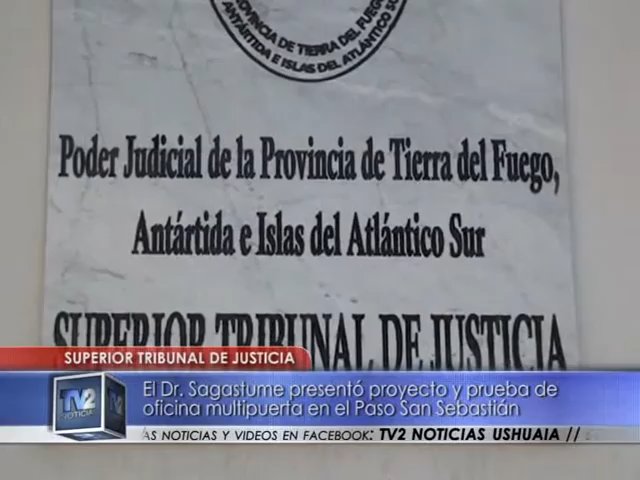 PROVINCIA DE TIERRA DEL FUEGO
ANTÁRTIDA E ISLAS DEL ATLÁNTICO
Poder Judicial de la Provincia de Tierra del Fuego,
Antártida e Islas del Atlántico Sur
SUPERIOR TRIBUNAL DE JUSTICIA
SUPERIOR TRIBUNAL DE JUSTICIA
TV2
NOTICIAS
El Dr. Sagastume presentó proyecto y prueba de
oficina multipuerta en el Paso San Sebastián
AS NOTICIAS Y VIDEOS EN FACEBOOK: TV2 NOTICIAS USHUAIA //